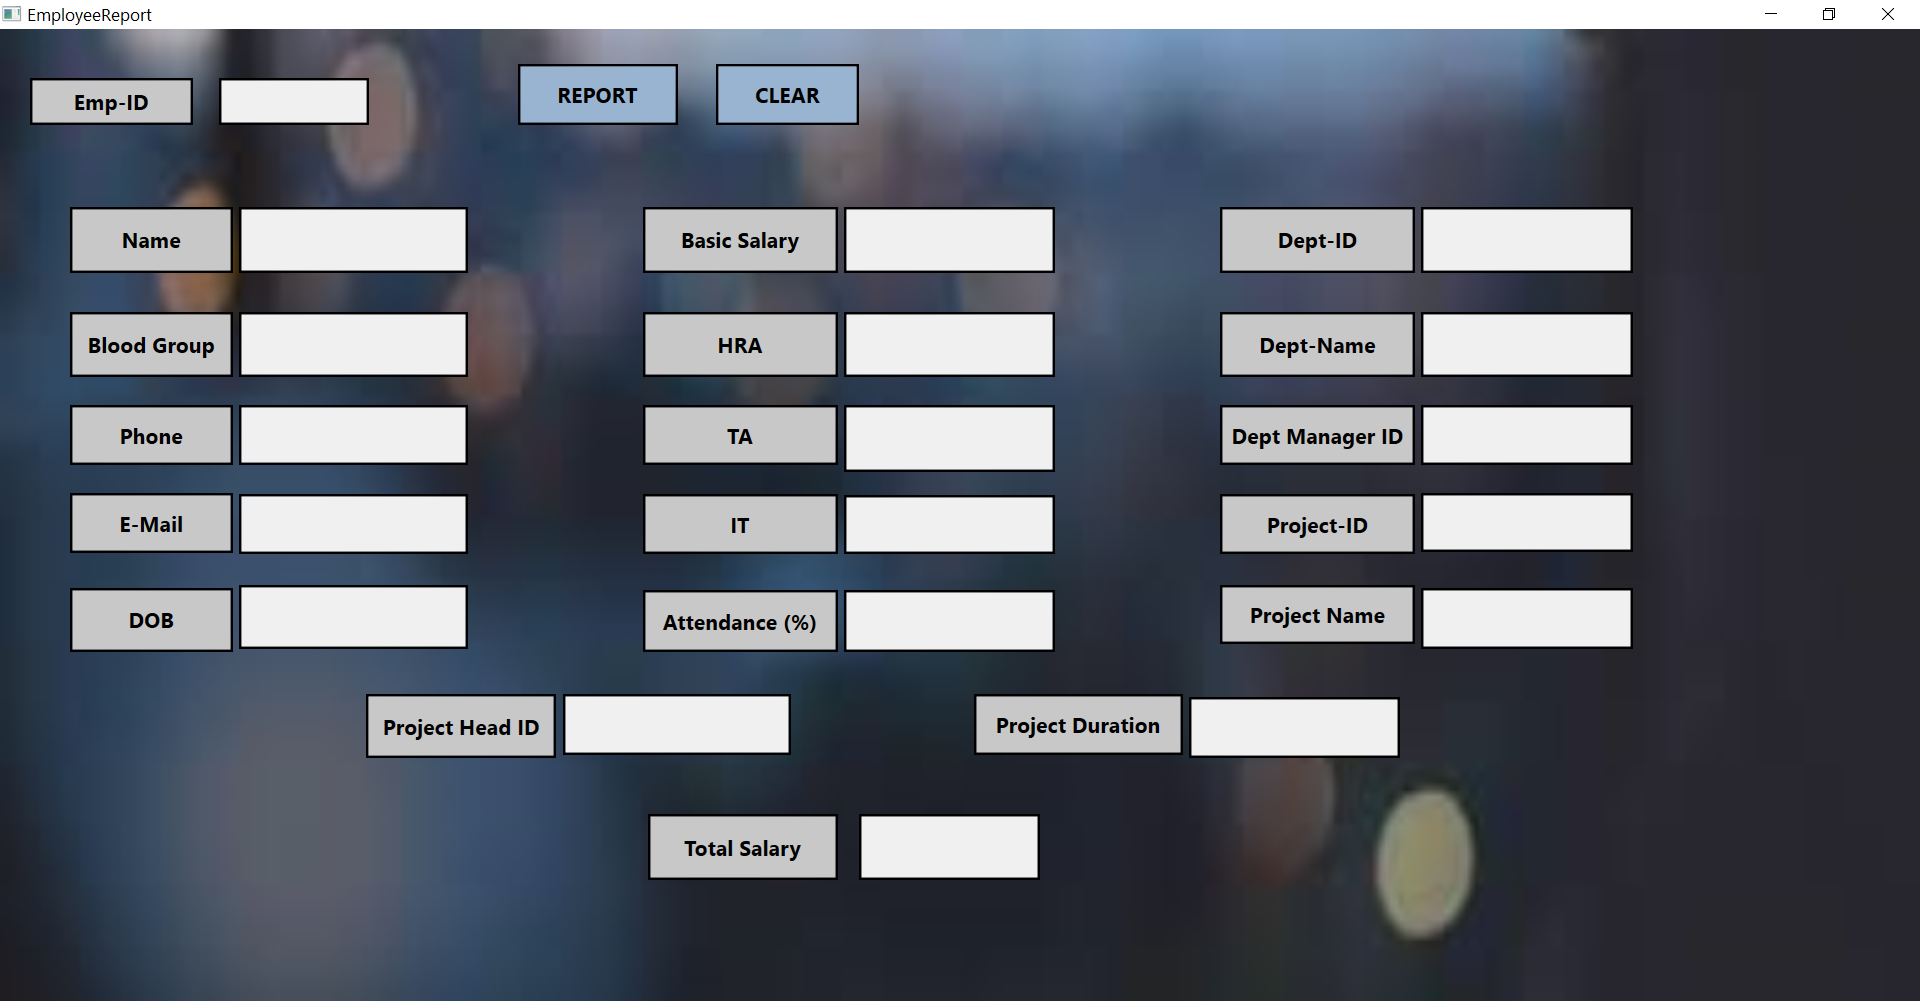 EmployeeReport
Emp-ID
REPORT
CLEAR
Name
Basic Salary
Dept-ID
Blood Group
HRA
Dept-Name
Phone
TA
Dept Manager ID
E-Mail
IT
Project-ID
DOB
Attendance (%)
Project Name
Project Head ID
Project Duration
Total Salary